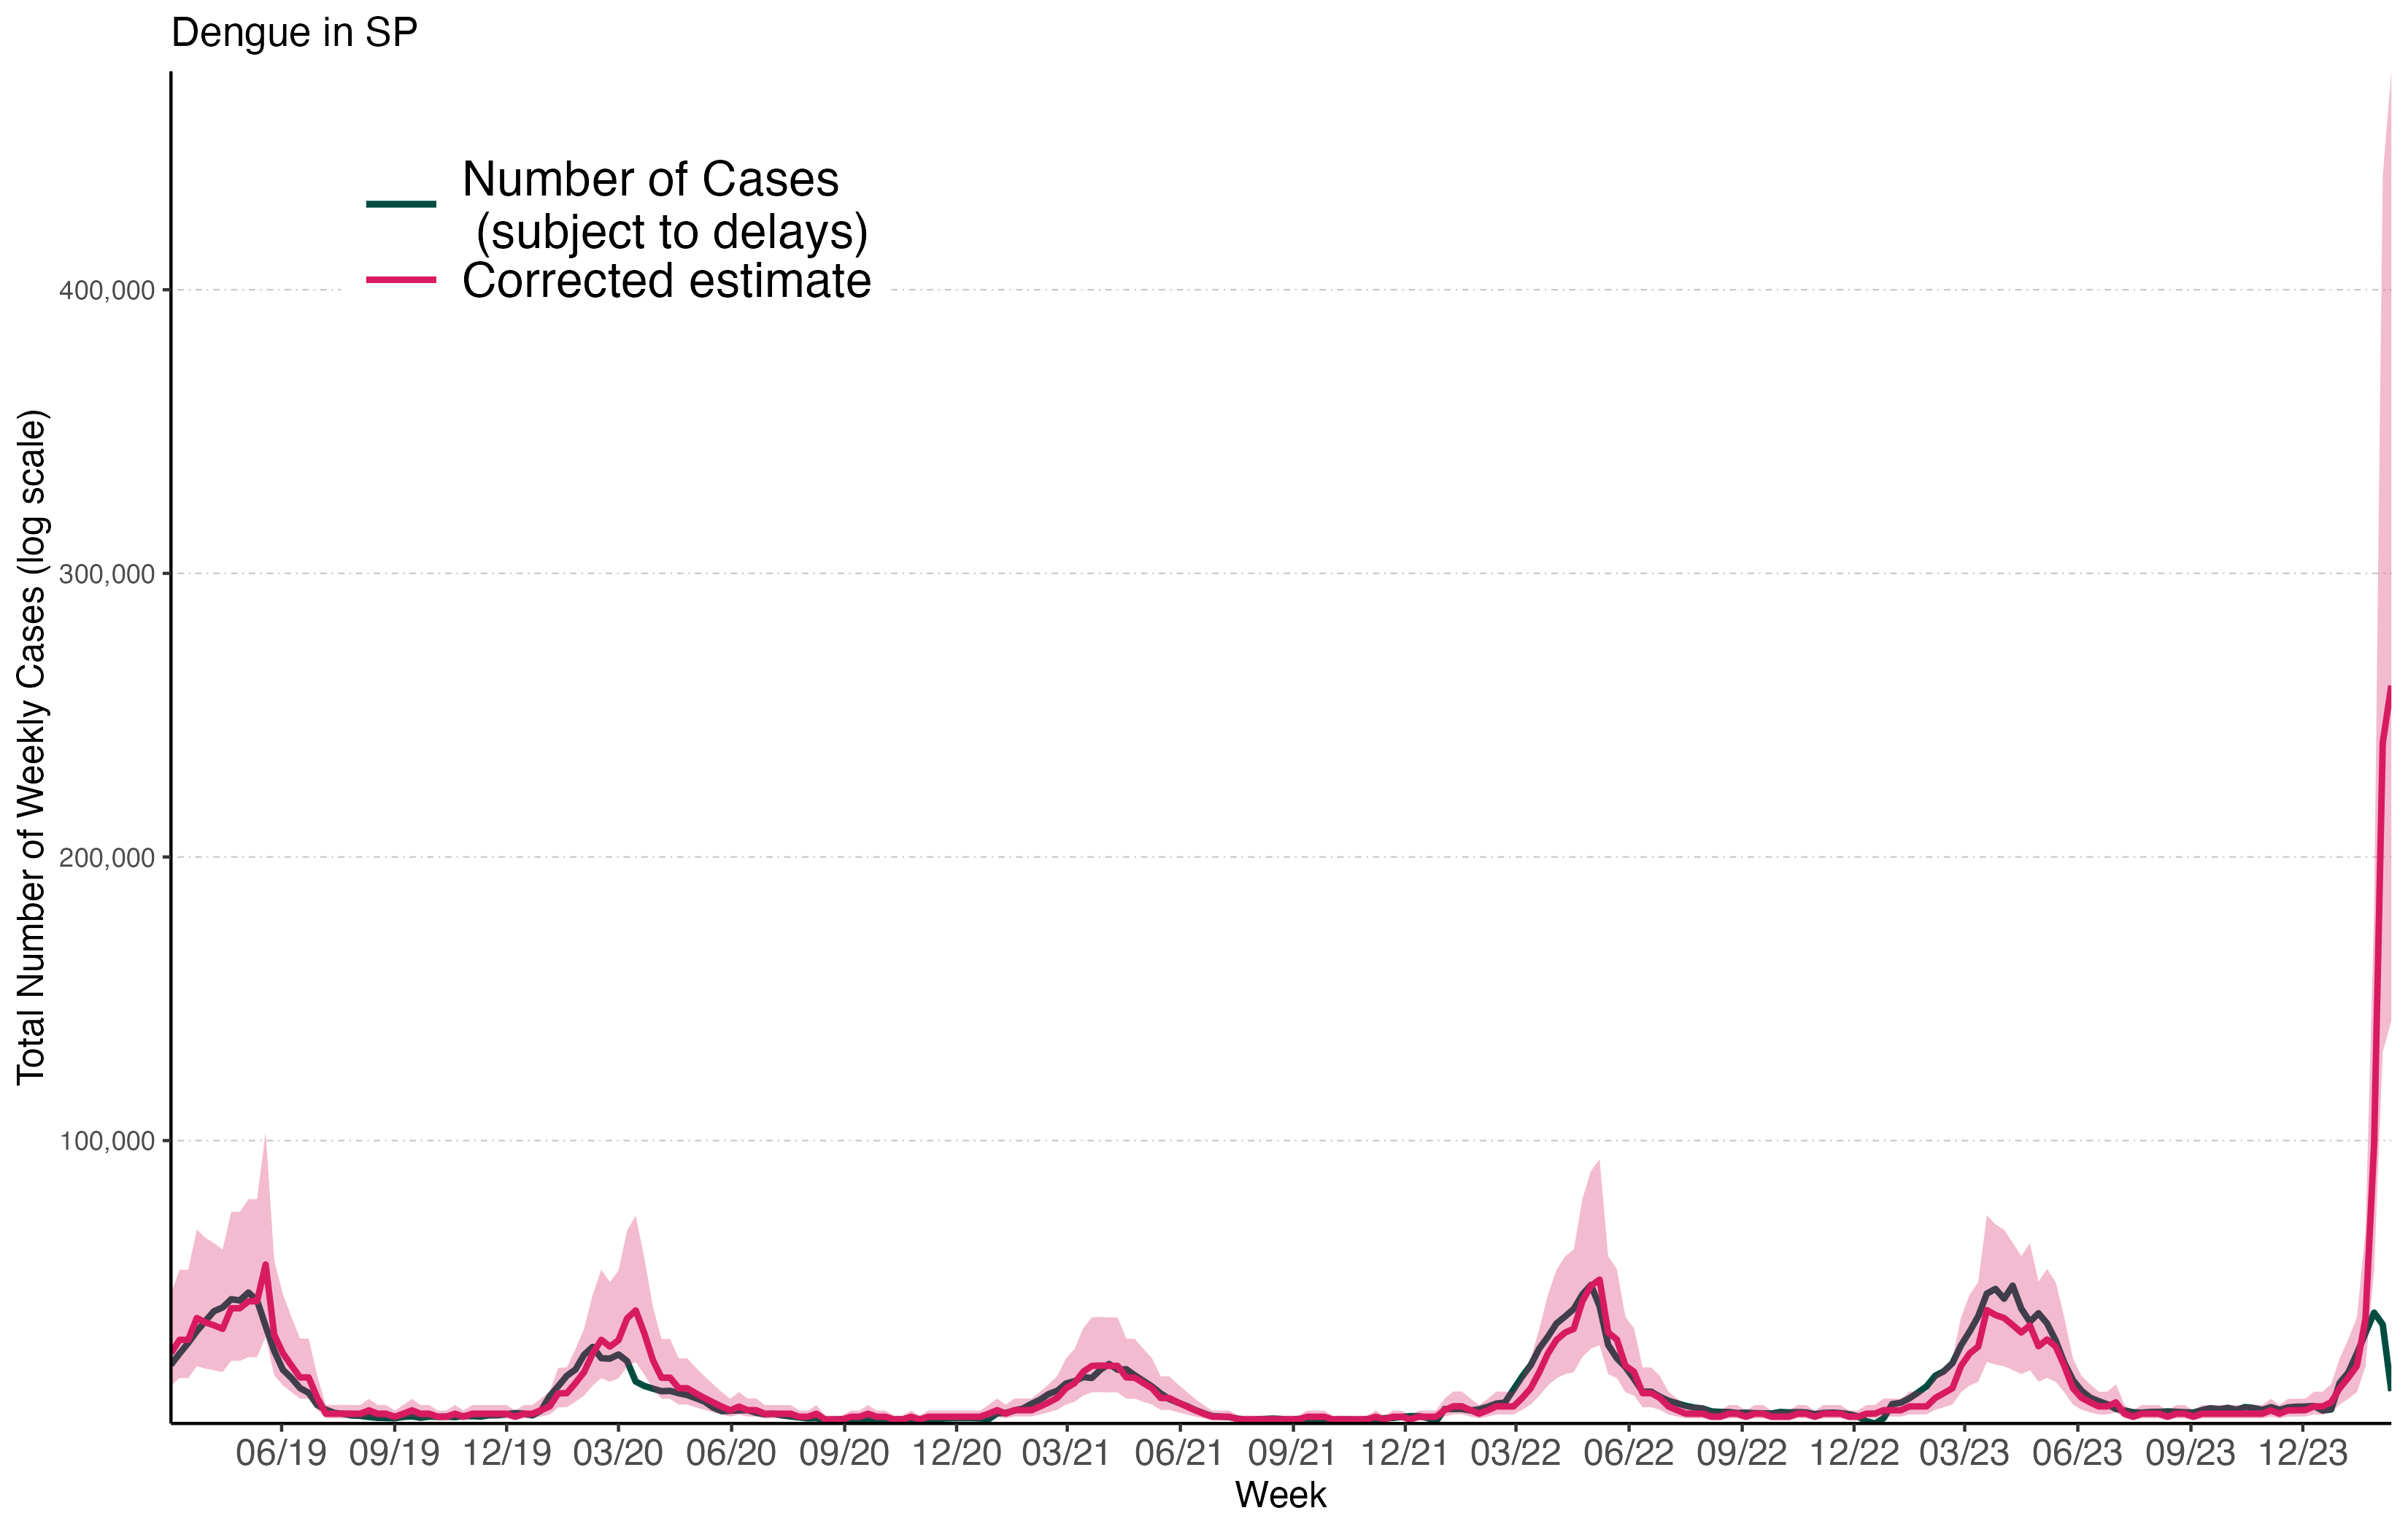 Dengue in SP
Number of Cases
(subject to delays)
Corrected estimate
Total Number of Weekly Cases (log scale)
400,000
300,000
200,000
100,000
06/19 09/19 12/19 03/20 06/20 09/20 12/20 03/21 06/21 09/21 12/21 03/22 06/22 09/22 12/22 03/23 06/23 09/23 12/23
Week